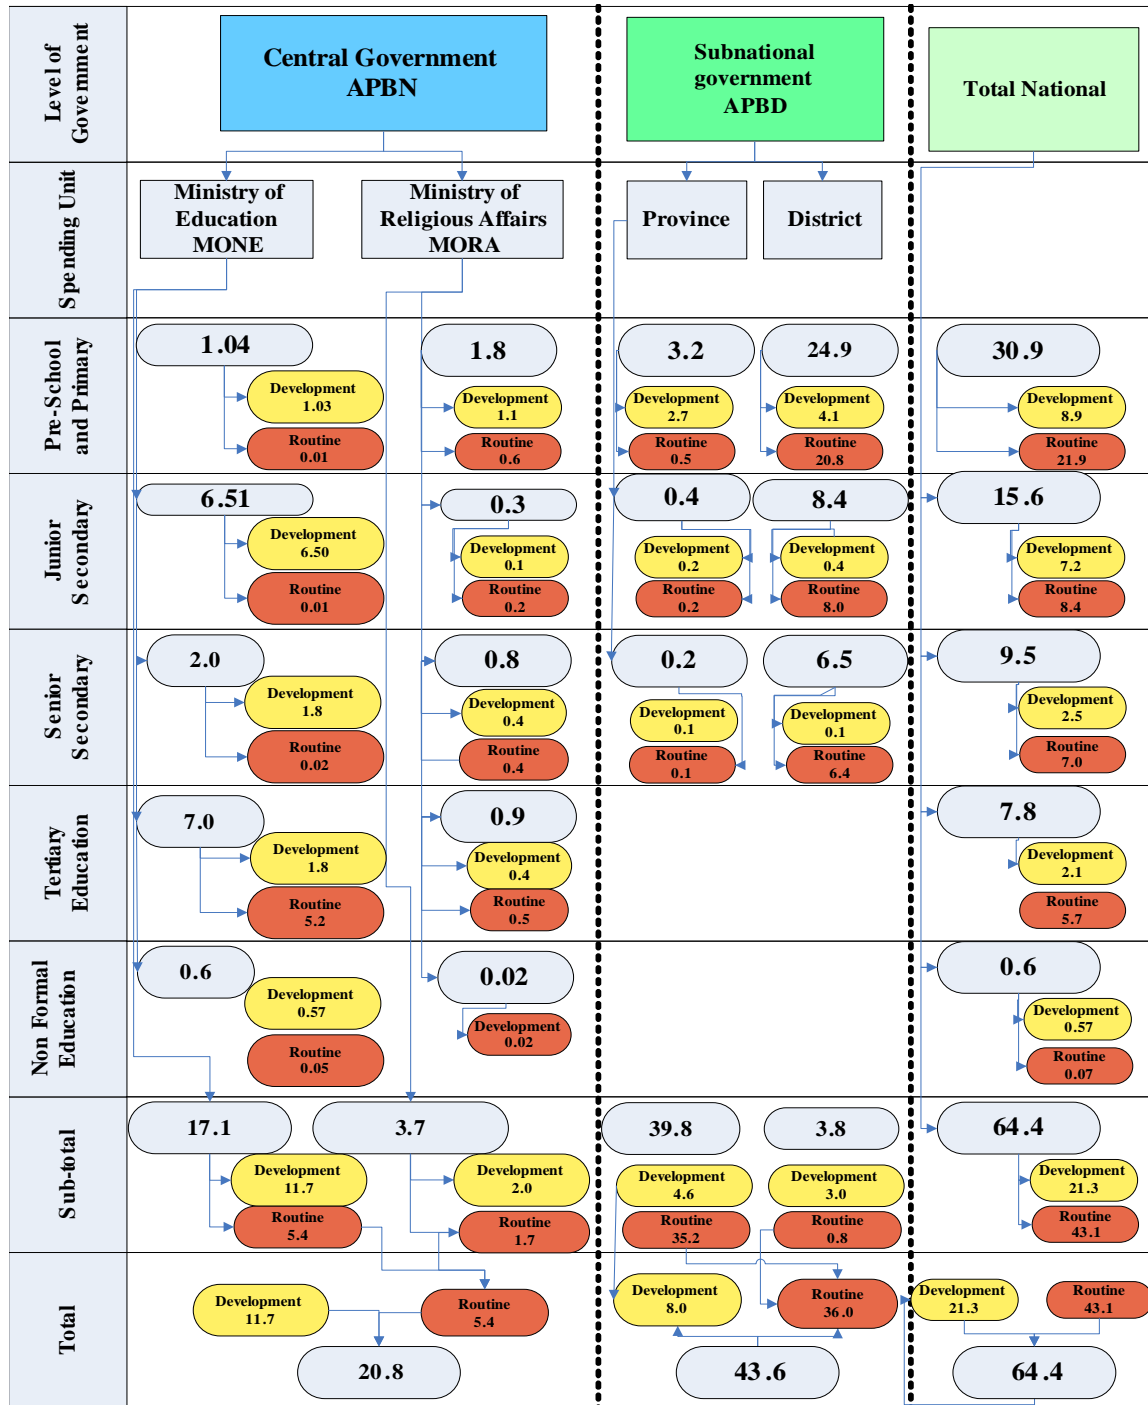 Level of
Government
Central Government
APBN
Subnational
government
APBD
Total National
Spending Unit
Ministry of
Education
MONE
Ministry of
Religious Affairs
MORA
Province
District
Pre-School
and Primary
1.04
Development
1.03
Routine
0.01
1.8
Development
1.1
Routine
0.6
3.2
Development
2.7
Routine
0.5
24.9
Development
4.1
Routine
20.8
30.9
Development
8.9
Routine
21.9
Junior
Secondary
6.51
Development
6.50
Routine
0.01
0.3
Development
0.1
Routine
0.2
0.4
Development
0.2
Routine
0.2
8.4
Development
0.4
Routine
8.0
15.6
Development
7.2
Routine
8.4
Senior
Secondary
2.0
Development
1.8
Routine
0.02
0.8
Development
0.4
Routine
0.4
0.2
Development
0.1
Routine
0.1
6.5
Development
0.1
Routine
6.4
9.5
Development
2.5
Routine
7.0
Tertiary
Education
7.0
Development
1.8
Routine
5.2
0.9
Development
0.4
Routine
0.5
7.8
Development
2.1
Routine
5.7
Non Formal
Education
0.6
Development
0.57
Routine
0.05
0.02
Development
0.02
0.6
Development
0.57
Routine
0.07
Sub-total
17.1
Development
11.7
Routine
5.4
3.7
Development
2.0
Routine
1.7
39.8
Development
4.6
Routine
35.2
3.8
Development
3.0
Routine
0.8
64.4
Development
21.3
Routine
43.1
Total
Development
11.7
Routine
5.4
20.8
Development
8.0
Routine
36.0
43.6
Development
21.3
Routine
43.1
64.4